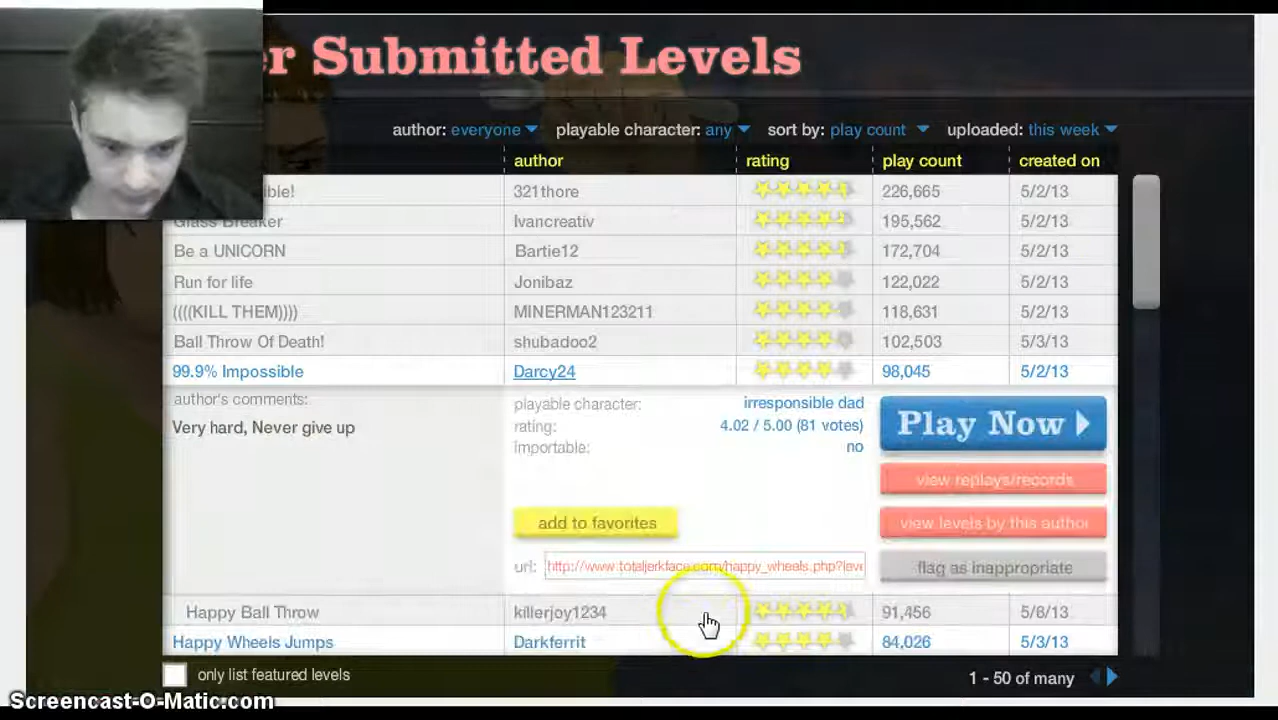 r Submitted Levels
author: everyone playable character: any sort by: play count uploaded: this week
author rating play count created on
ible! 321thore 226,665 5/2/13
Glass Breaker Ivancreativ 195,562 5/2/13
Be a UNICORN Bartie12 172,704 5/2/13
Run for life Jonibaz 122,022 5/2/13
((((KILL THEM)))) MINERMAN123211 118,631 5/2/13
Ball Throw Of Death! shubadoo2 102,503 5/3/13
99.9% Impossible Darcy24 98,045 5/2/13
author's comments: playable character: irresponsible dad
Very hard, Never give up rating: 4.02 / 5.00 (81 votes) Play Now
importable: no
view replays/records
add to favorites view levels by this author
url: http://www.totaljerkface.com/happy_wheels.php?leve flag as inappropriate
Happy Ball Throw killerjoy1234 91,456 5/6/13
Happy Wheels Jumps Darkferrit 84,026 5/3/13
only list featured levels 1 - 50 of many
Screencast-O-Matic.com